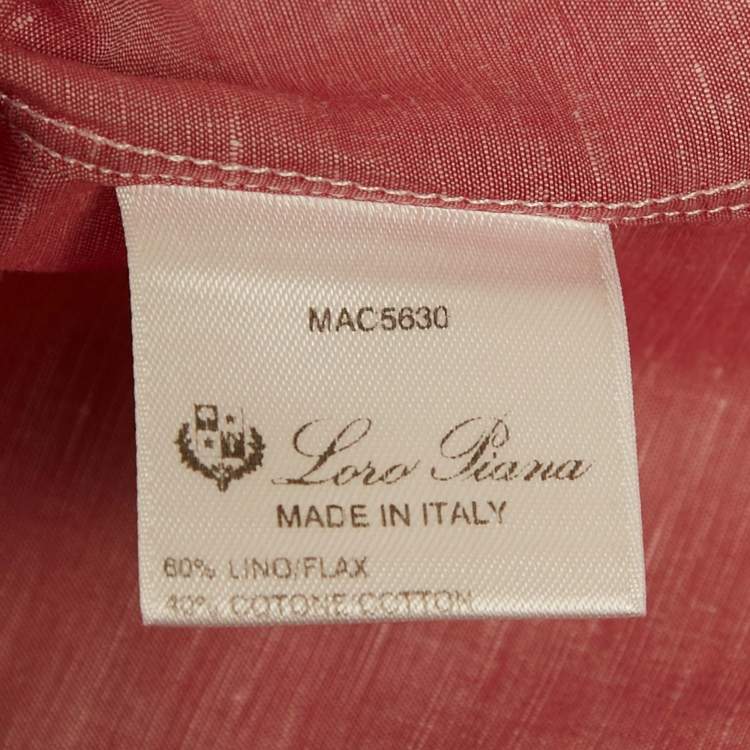 MAC5630
Loro Piana
MADE IN ITALY
60% LINO/FLAX
40% COTONE/COTTON